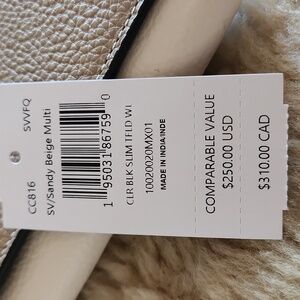 SVVFQ
CC816
SV/Sandy Beige Multi
1 95031 86759 0
CLR BLK SLIM TFLD WL
10020020MX01
MADE IN INDIA/INDE
COMPARABLE VALUE
$250.00 USD
$310.00 CAD